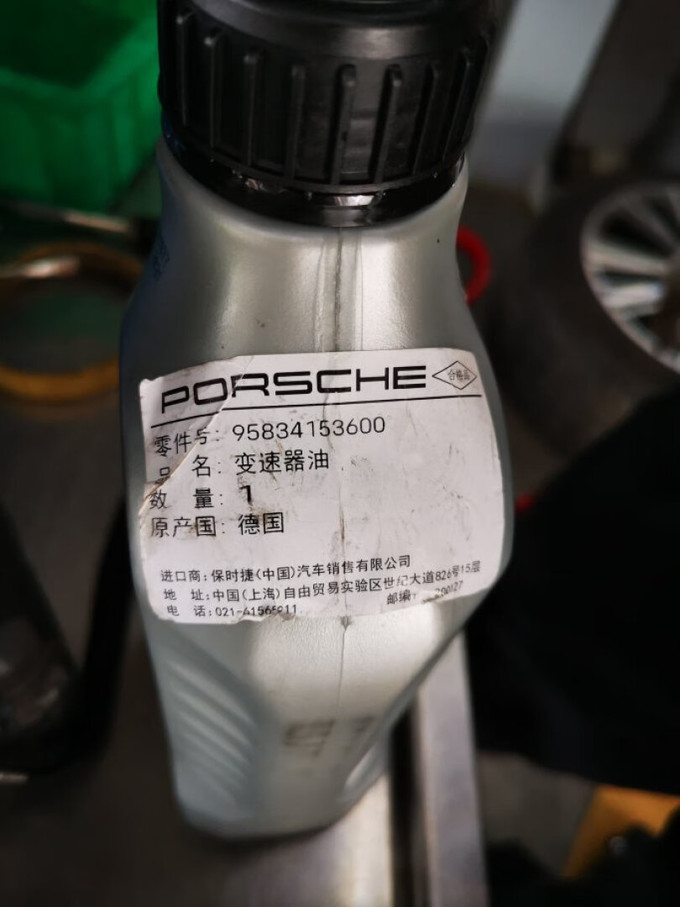 PORSCHE 合格品
零件号: 95834153600
品 名: 变速器油
数 量: 1
原产国: 德国
进口商: 保时捷(中国)汽车销售有限公司
地 址: 中国(上海)自由贸易实验区世纪大道826号15层
电 话: 邮编: